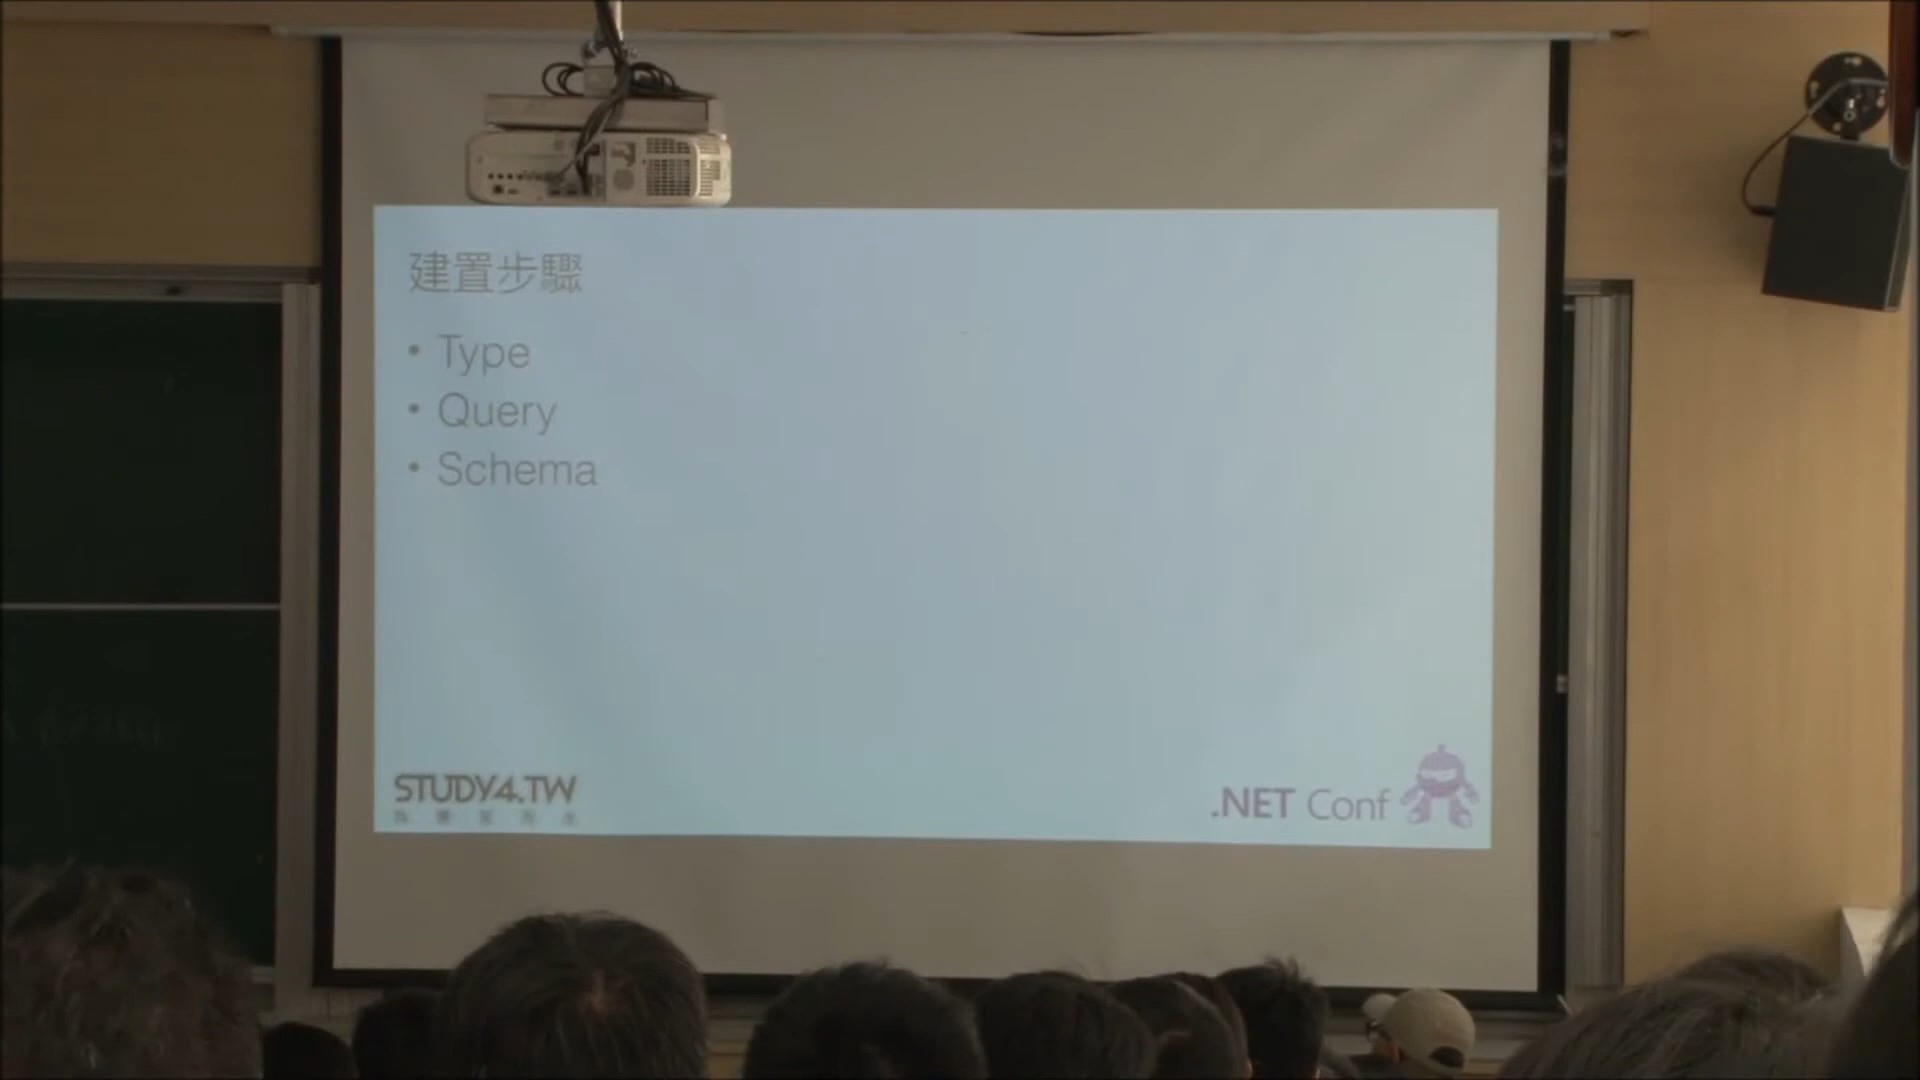 建置步驟
• Type
• Query
• Schema
STUDY4.TW
.NET Conf